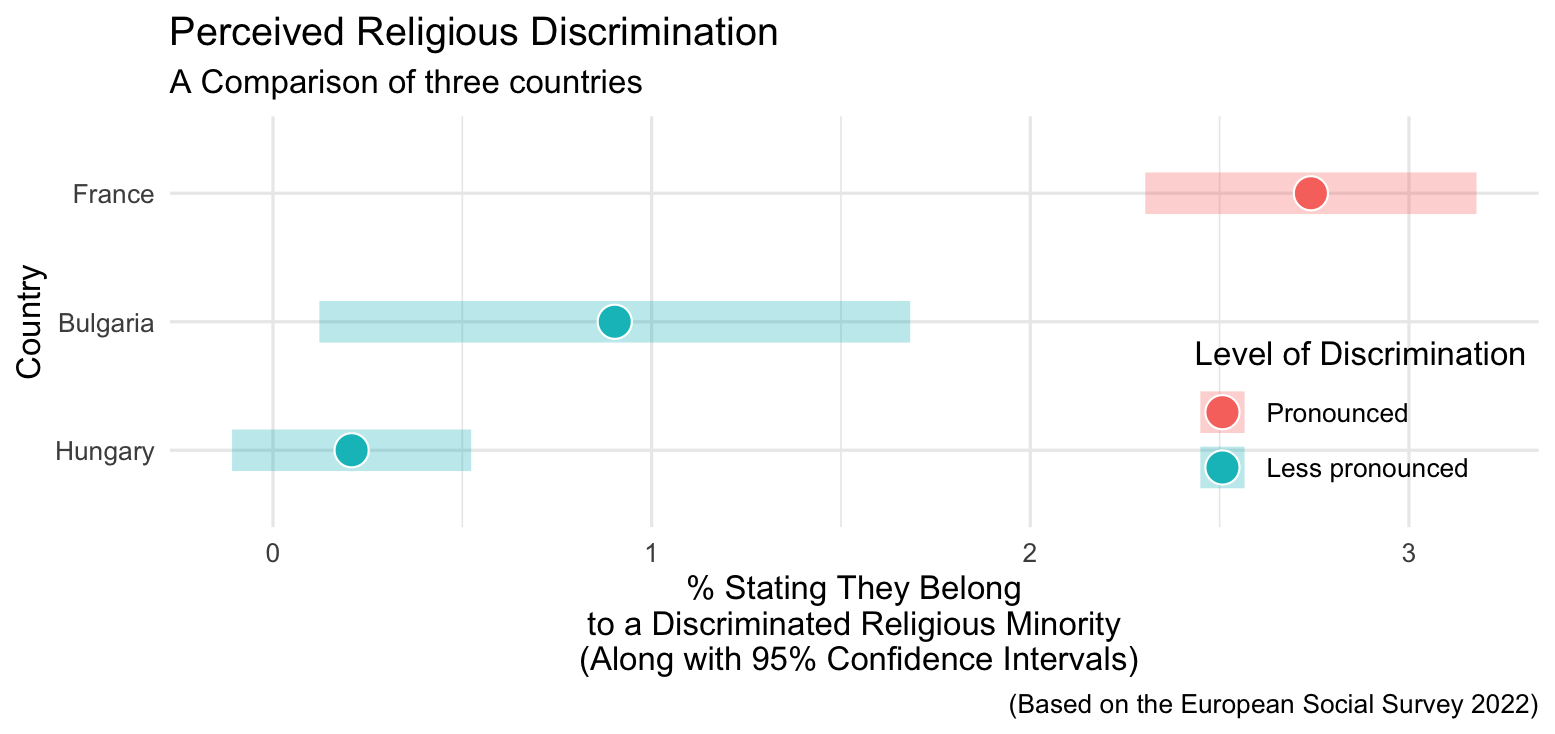 Perceived Religious Discrimination
A Comparison of three countries
Country
France
Bulgaria
Hungary
Level of Discrimination
Pronounced
Less pronounced
0 1 2 3
% Stating They Belong
to a Discriminated Religious Minority
(Along with 95% Confidence Intervals)
(Based on the European Social Survey 2022)